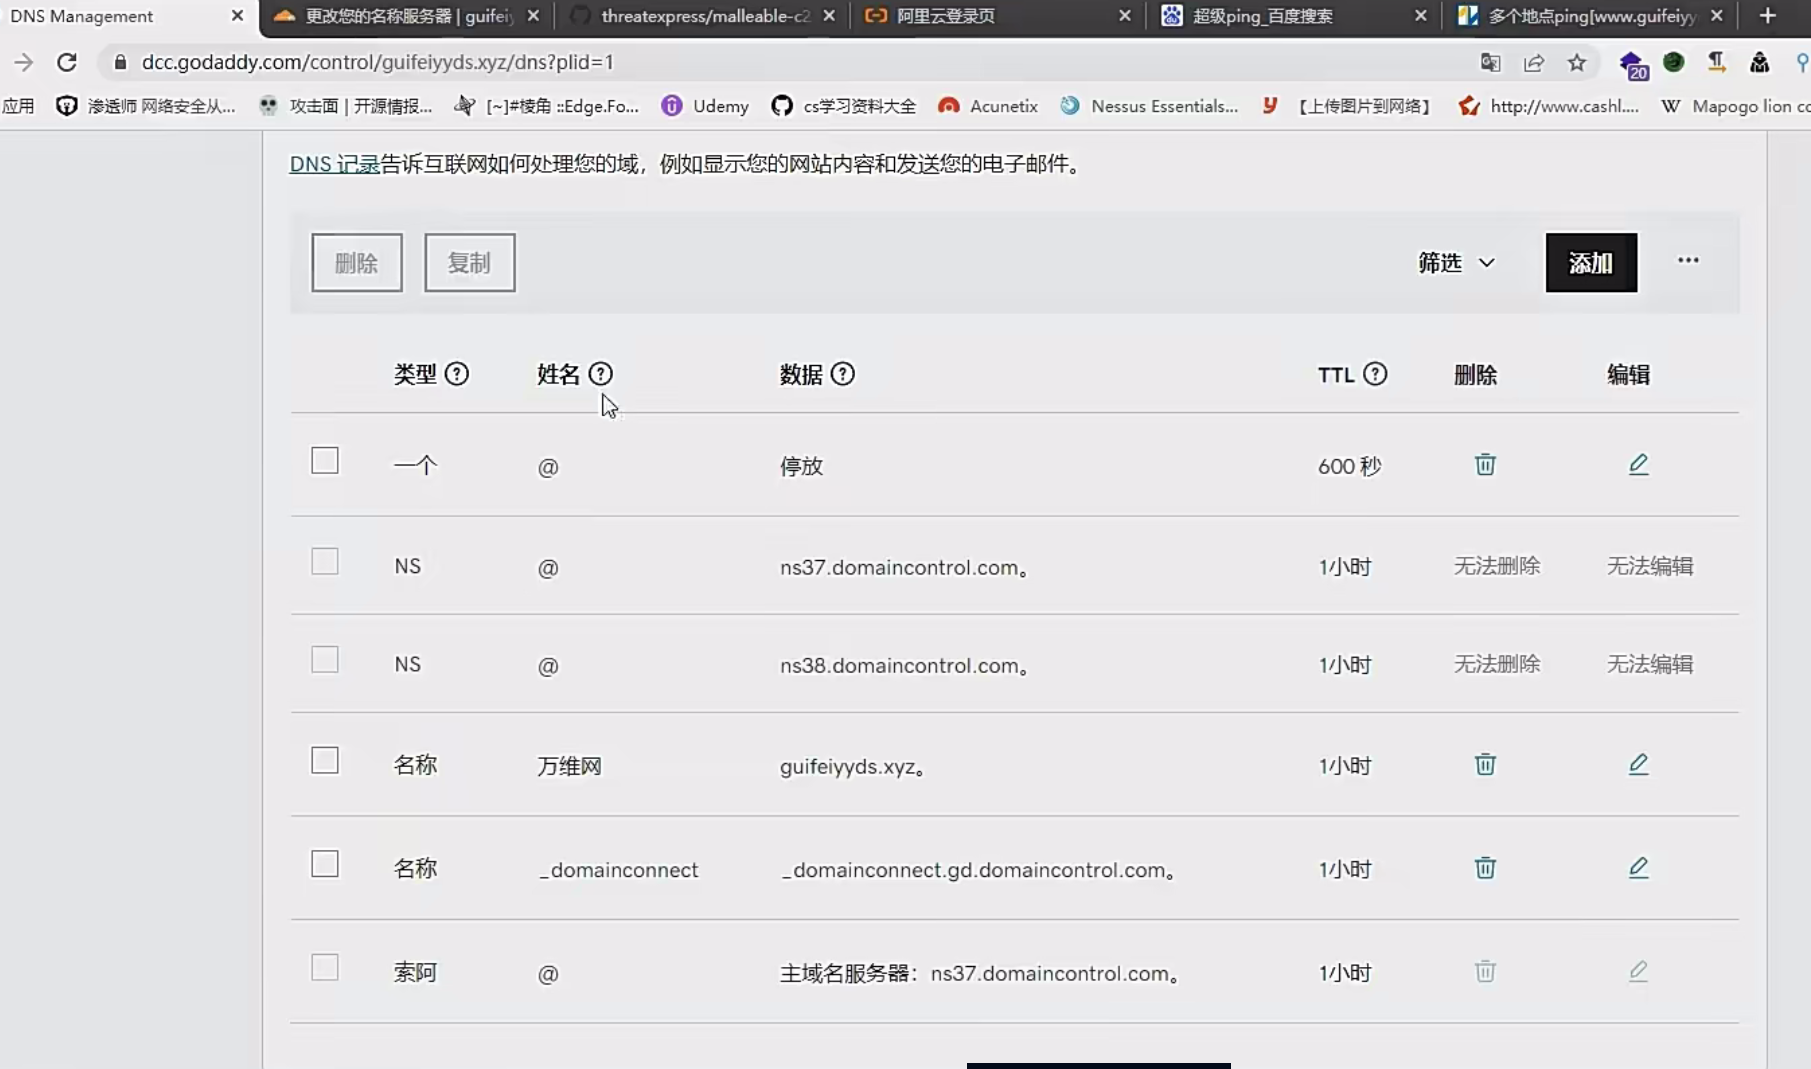 DNS Management
更改您的名称服务器 | guifeiy
threatexpress/malleable-c2
阿里云登录页
超级ping_百度搜索
多个地点ping[www.guifeiyy
dcc.godaddy.com/control/guifeiyyds.xyz/dns?plid=1
20
应用
渗透师 网络安全从...
攻击面 | 开源情报...
[~]#棱角 ::Edge.Fo...
Udemy
cs学习资料大全
Acunetix
Nessus Essentials...
【上传图片到网络】
http://www.cashl....
Mapogo lion co
DNS 记录告诉互联网如何处理您的域，例如显示您的网站内容和发送您的电子邮件。
删除 复制 筛选 添加 ···
类型 姓名 数据 TTL 删除 编辑
一个 @ 停放 600 秒
NS @ ns37.domaincontrol.com。 1小时 无法删除 无法编辑
NS @ ns38.domaincontrol.com。 1小时 无法删除 无法编辑
名称 万维网 guifeiyyds.xyz。 1小时
名称 _domainconnect _domainconnect.gd.domaincontrol.com。 1小时
索阿 @ 主域名服务器：ns37.domaincontrol.com。 1小时